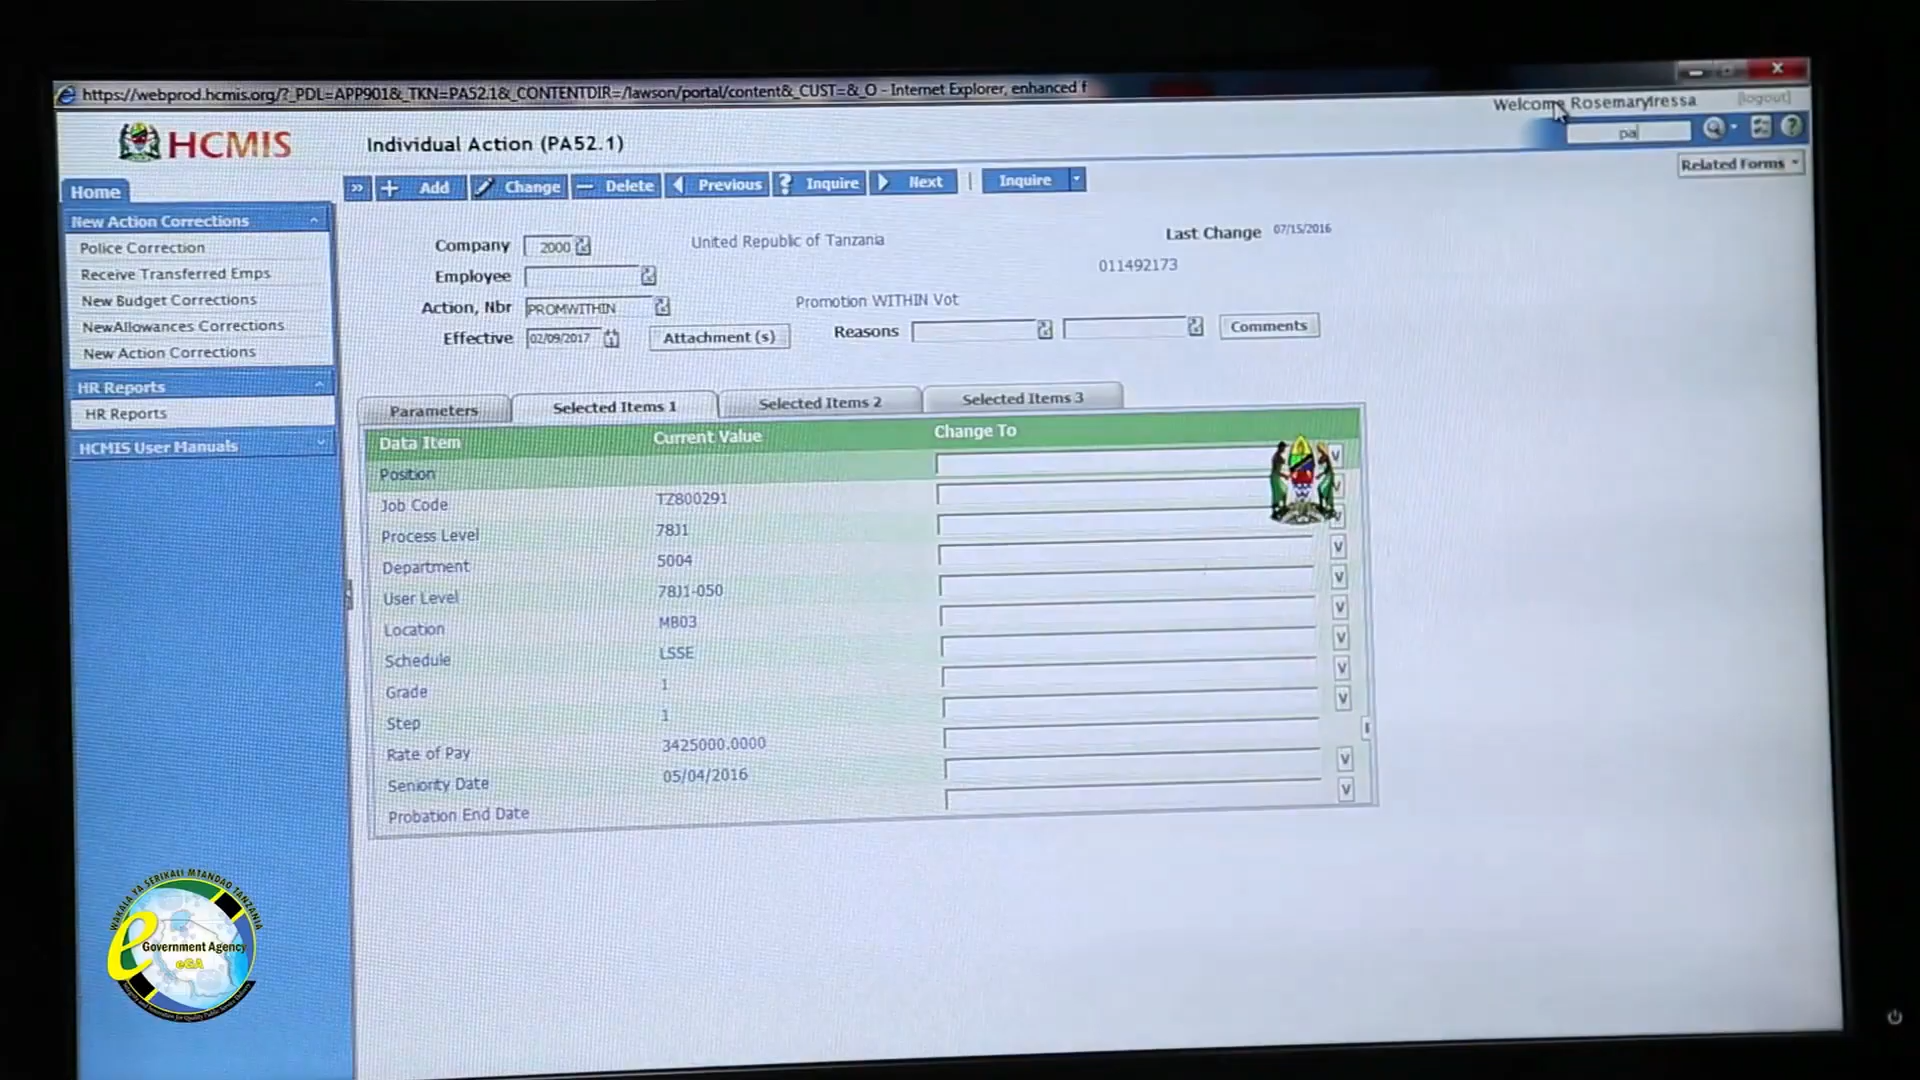 https://webprod.hcmis.org/?_PDL=APP901&_TKN=PA52.1&_CONTENTDIR=/lawson/portal/content&_CUST=&_O - Internet Explorer, enhanced f
Welcome RosemaryIressa [logout]
HCMIS Individual Action (PA52.1)
pa
Related Forms
Home
>> Add Change Delete Previous Inquire Next | Inquire
New Action Corrections
Police Correction
Receive Transferred Emps
New Budget Corrections
NewAllowances Corrections
New Action Corrections
HR Reports
HR Reports
HCMIS User Manuals
Company 2000 United Republic of Tanzania Last Change 07/15/2016
Employee 011492173
Action, Nbr PROMWITHIN Promotion WITHIN Vot
Effective 02/09/2017 Attachment (s) Reasons Comments
Parameters Selected Items 1 Selected Items 2 Selected Items 3
Data Item Current Value Change To
Position
Job Code TZ800291
Process Level 78J1
Department 5004
User Level 78J1-050
Location MB03
Schedule LSSE
Grade 1
Step 1
Rate of Pay 3425000.0000
Seniority Date 05/04/2016
Probation End Date
WAKALA YA SERIKALI MTANDAO TANZANIA
e Government Agency
eGA